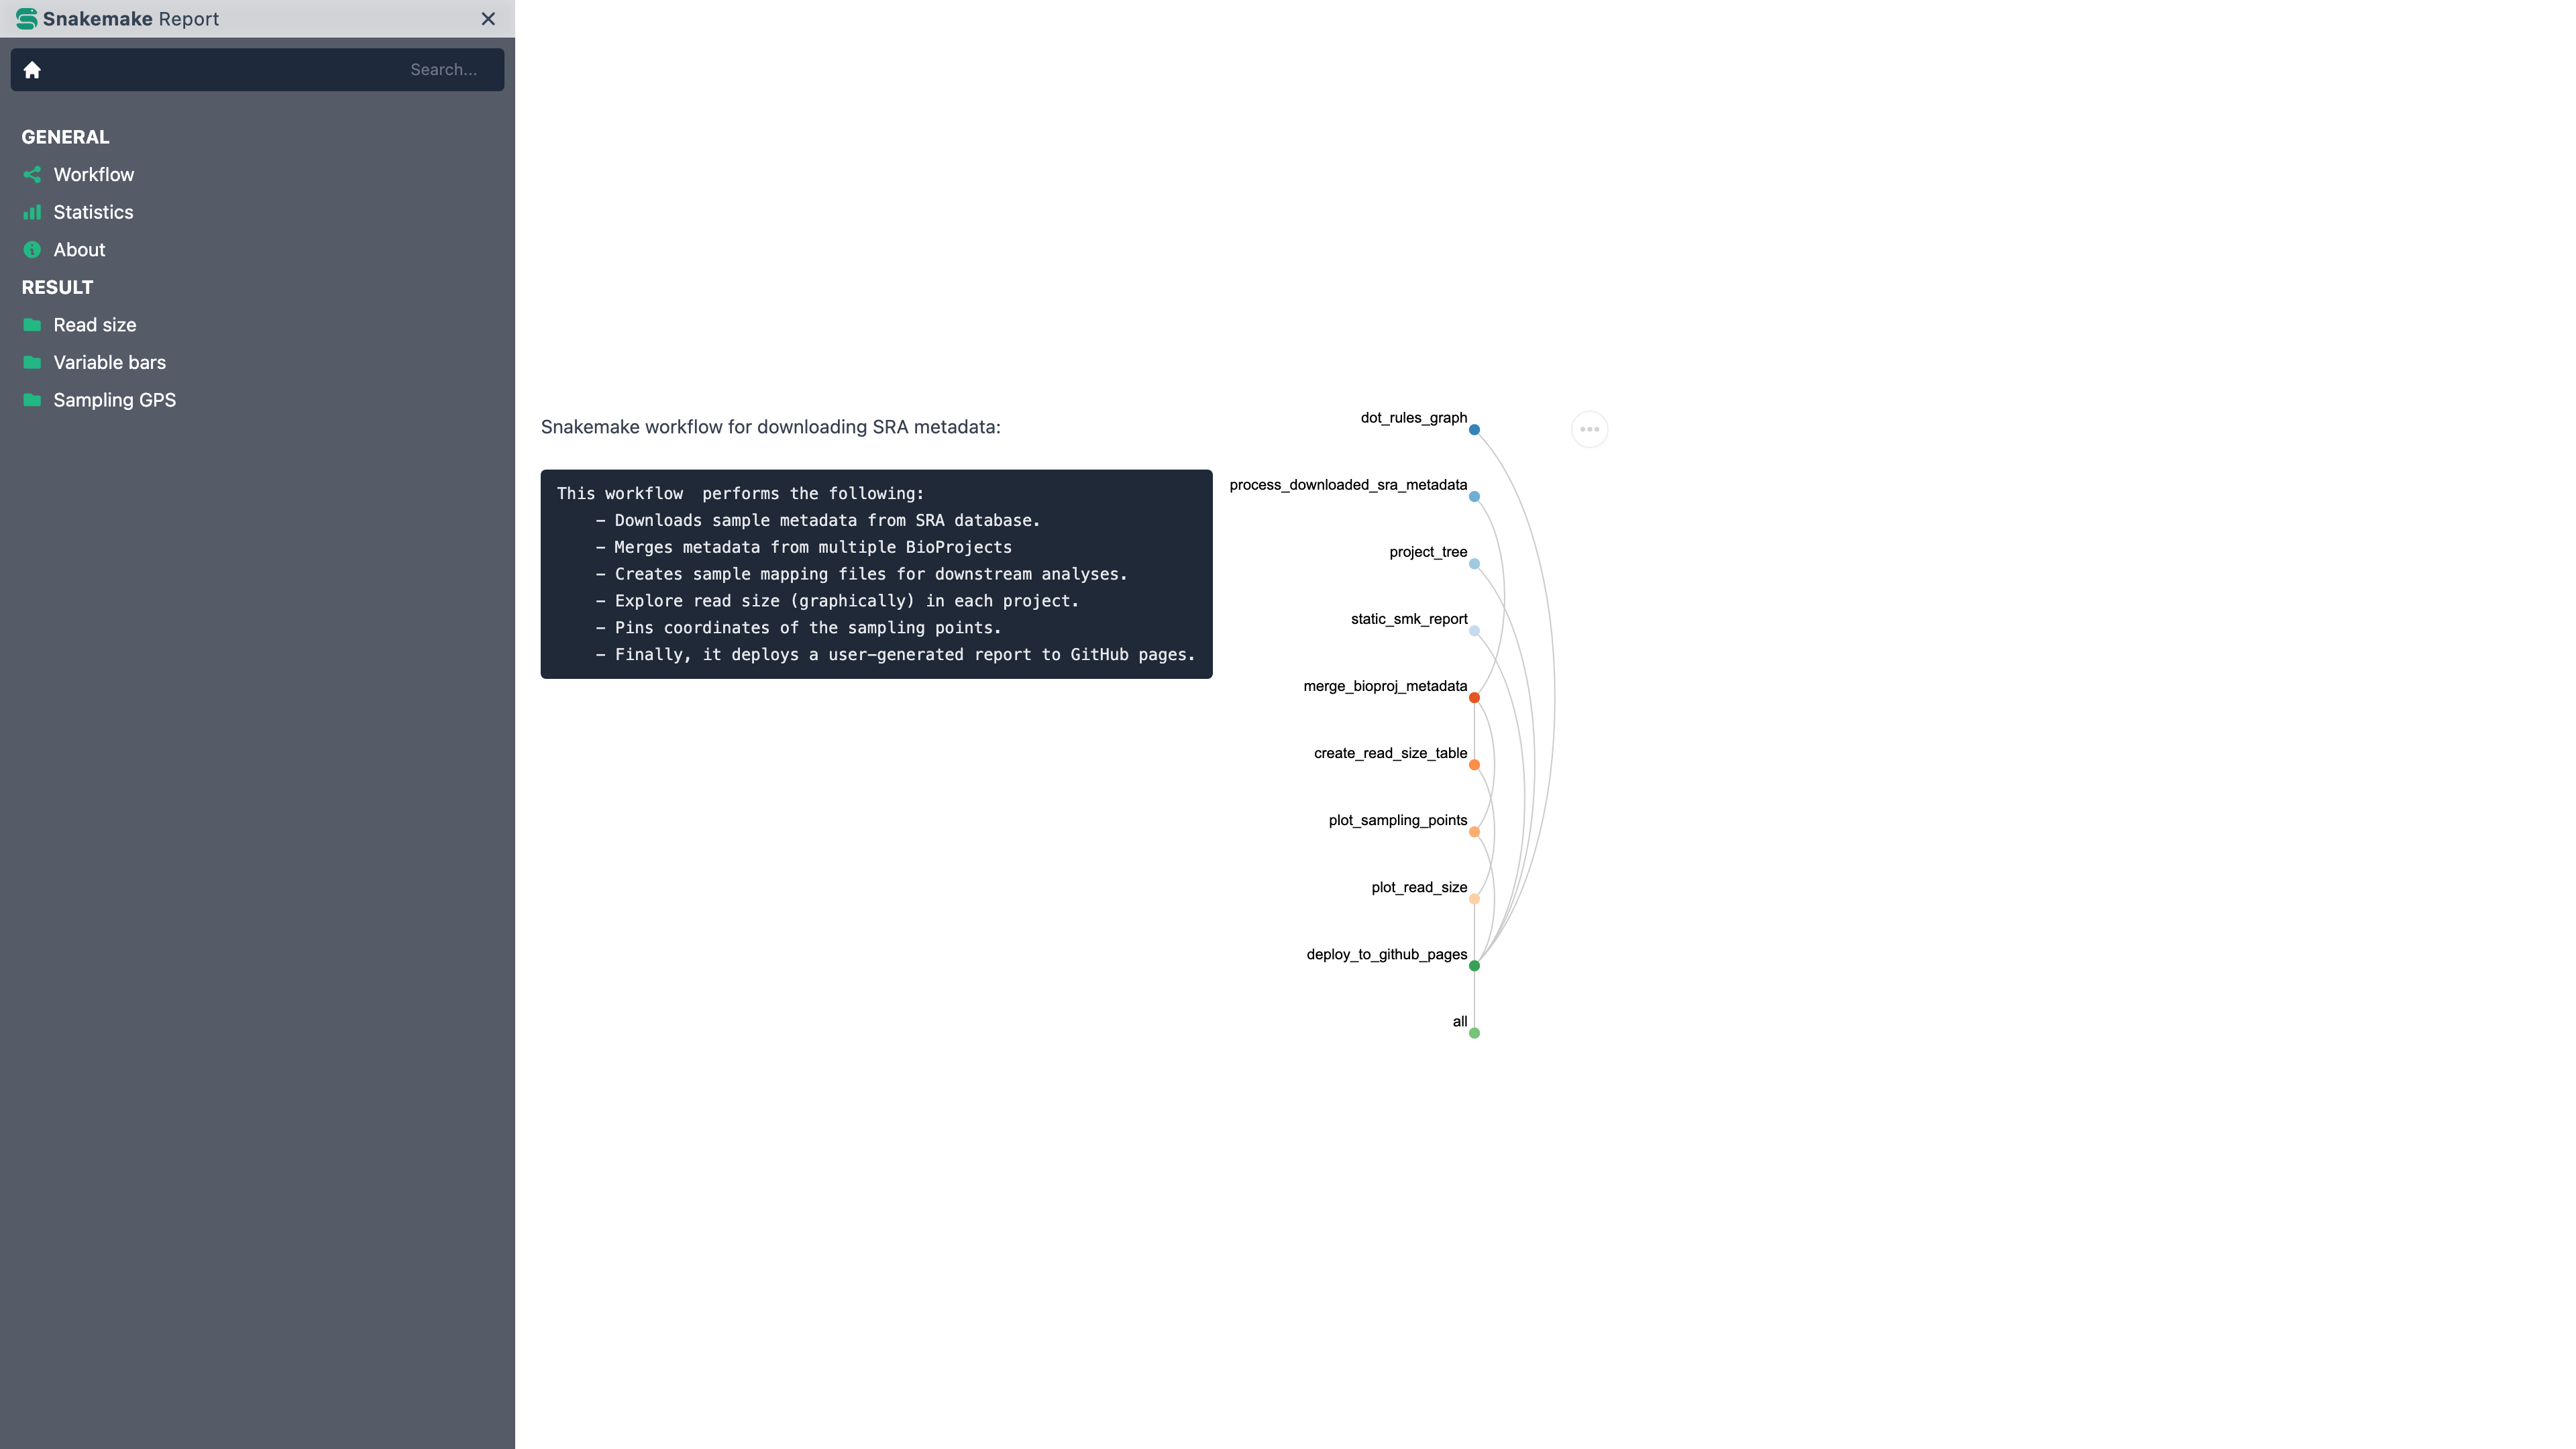 Snakemake Report
Search...
GENERAL
Workflow
Statistics
About
RESULT
Read size
Variable bars
Sampling GPS
Snakemake workflow for downloading SRA metadata:
This workflow  performs the following:
    – Downloads sample metadata from SRA database.
    – Merges metadata from multiple BioProjects
    – Creates sample mapping files for downstream analyses.
    – Explore read size (graphically) in each project.
    – Pins coordinates of the sampling points.
    – Finally, it deploys a user–generated report to GitHub pages.
dot_rules_graph
process_downloaded_sra_metadata
project_tree
static_smk_report
merge_bioproj_metadata
create_read_size_table
plot_sampling_points
plot_read_size
deploy_to_github_pages
all